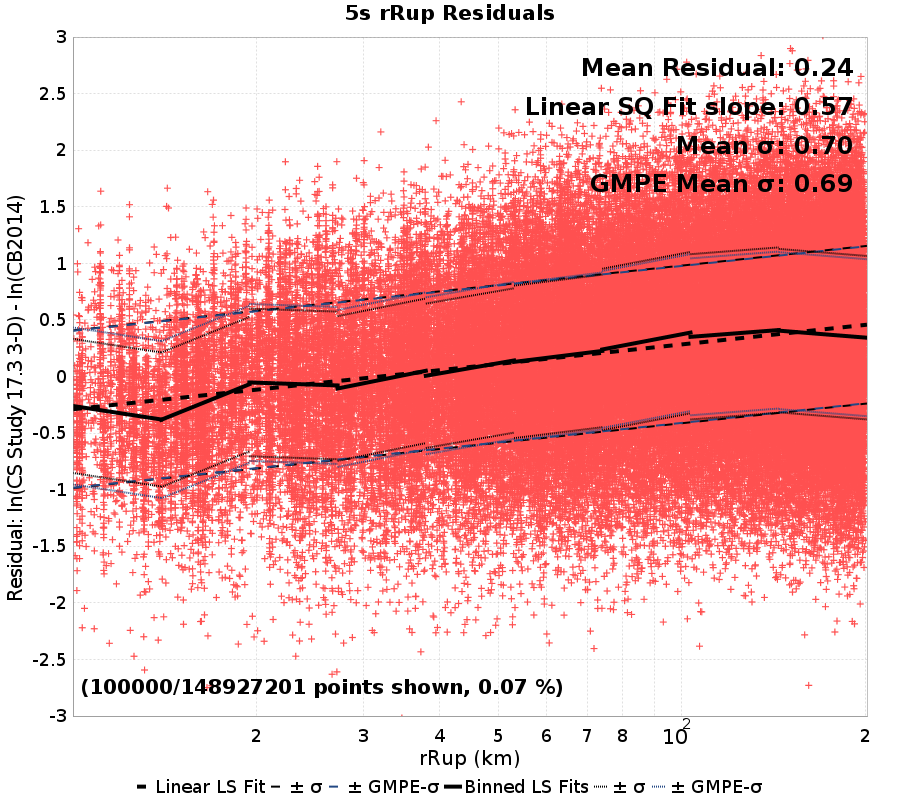 5s rRup Residuals
Mean Residual: 0.24
Linear SQ Fit slope: 0.57
Mean σ: 0.70
GMPE Mean σ: 0.69
Residual: ln(CS Study 17.3 3-D) - ln(CB2014)
3
2.5
2
1.5
1
0.5
0
-0.5
-1
-1.5
-2
-2.5
-3
(100000/148927201 points shown, 0.07 %)
2 3 4 5 6 7 8 10² 2
rRup (km)
Linear LS Fit ± σ ± GMPE-σ Binned LS Fits ± σ ± GMPE-σ